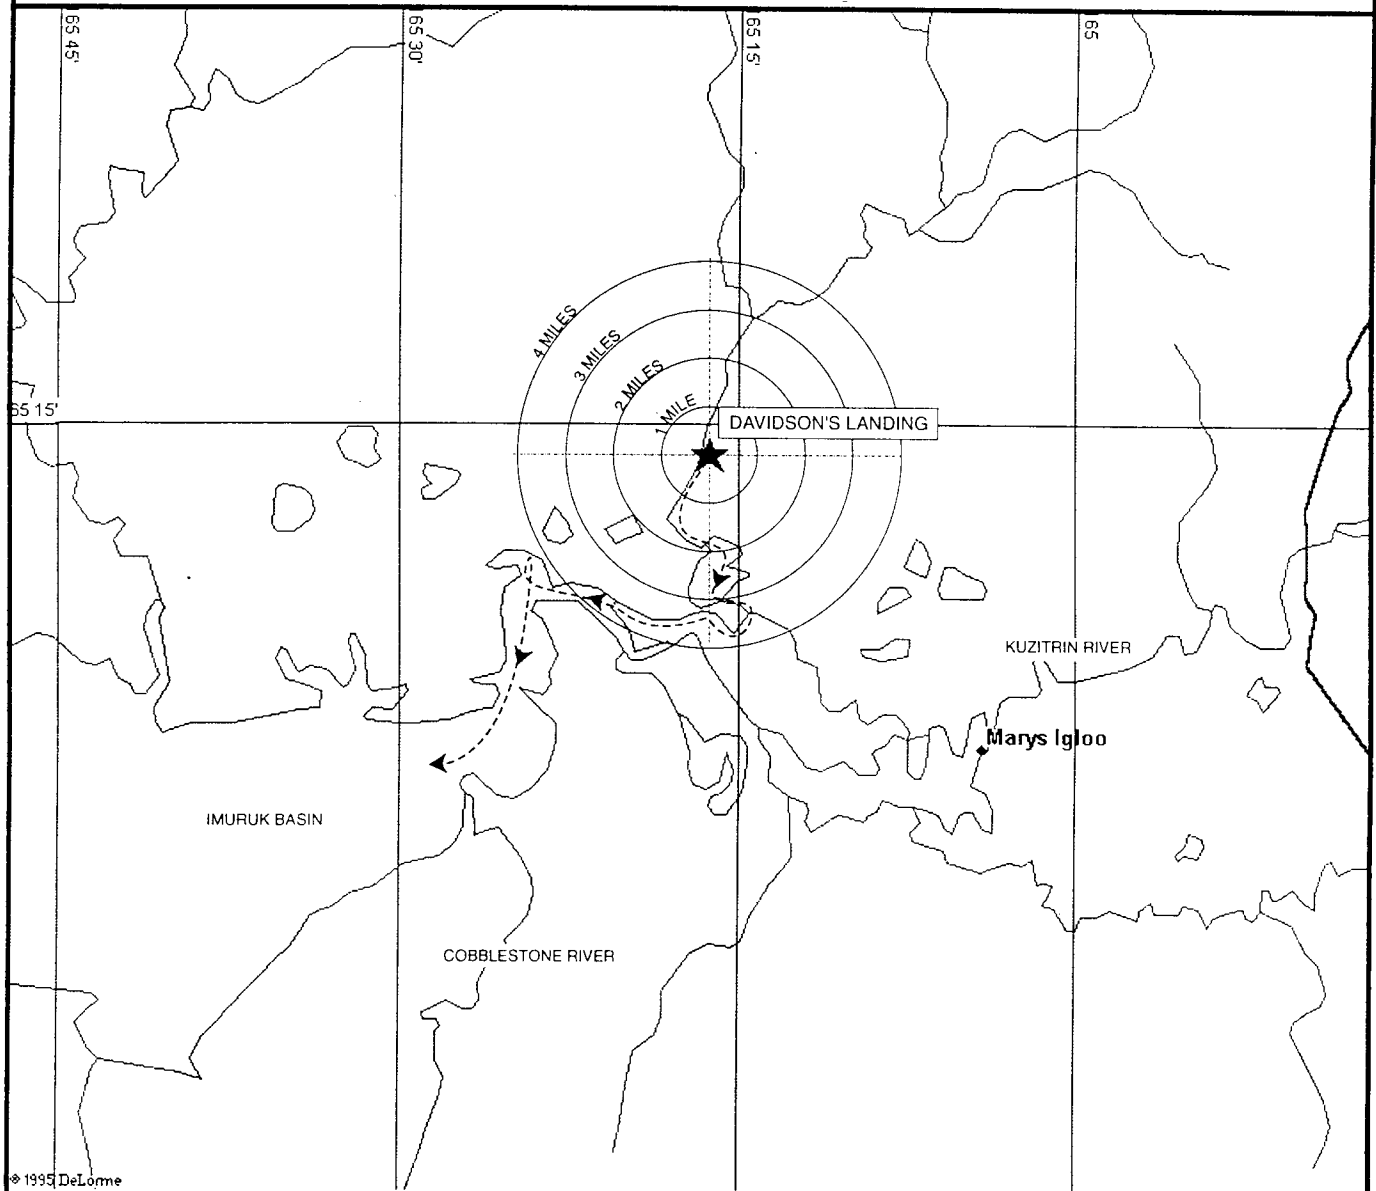 65 45'
65 30'
65 15'
65
4 MILES
3 MILES
2 MILES
1 MILE
65 15'
DAVIDSON'S LANDING
KUZITRIN RIVER
Marys Igloo
IMURUK BASIN
COBBLESTONE RIVER
© 1995 DeLorme